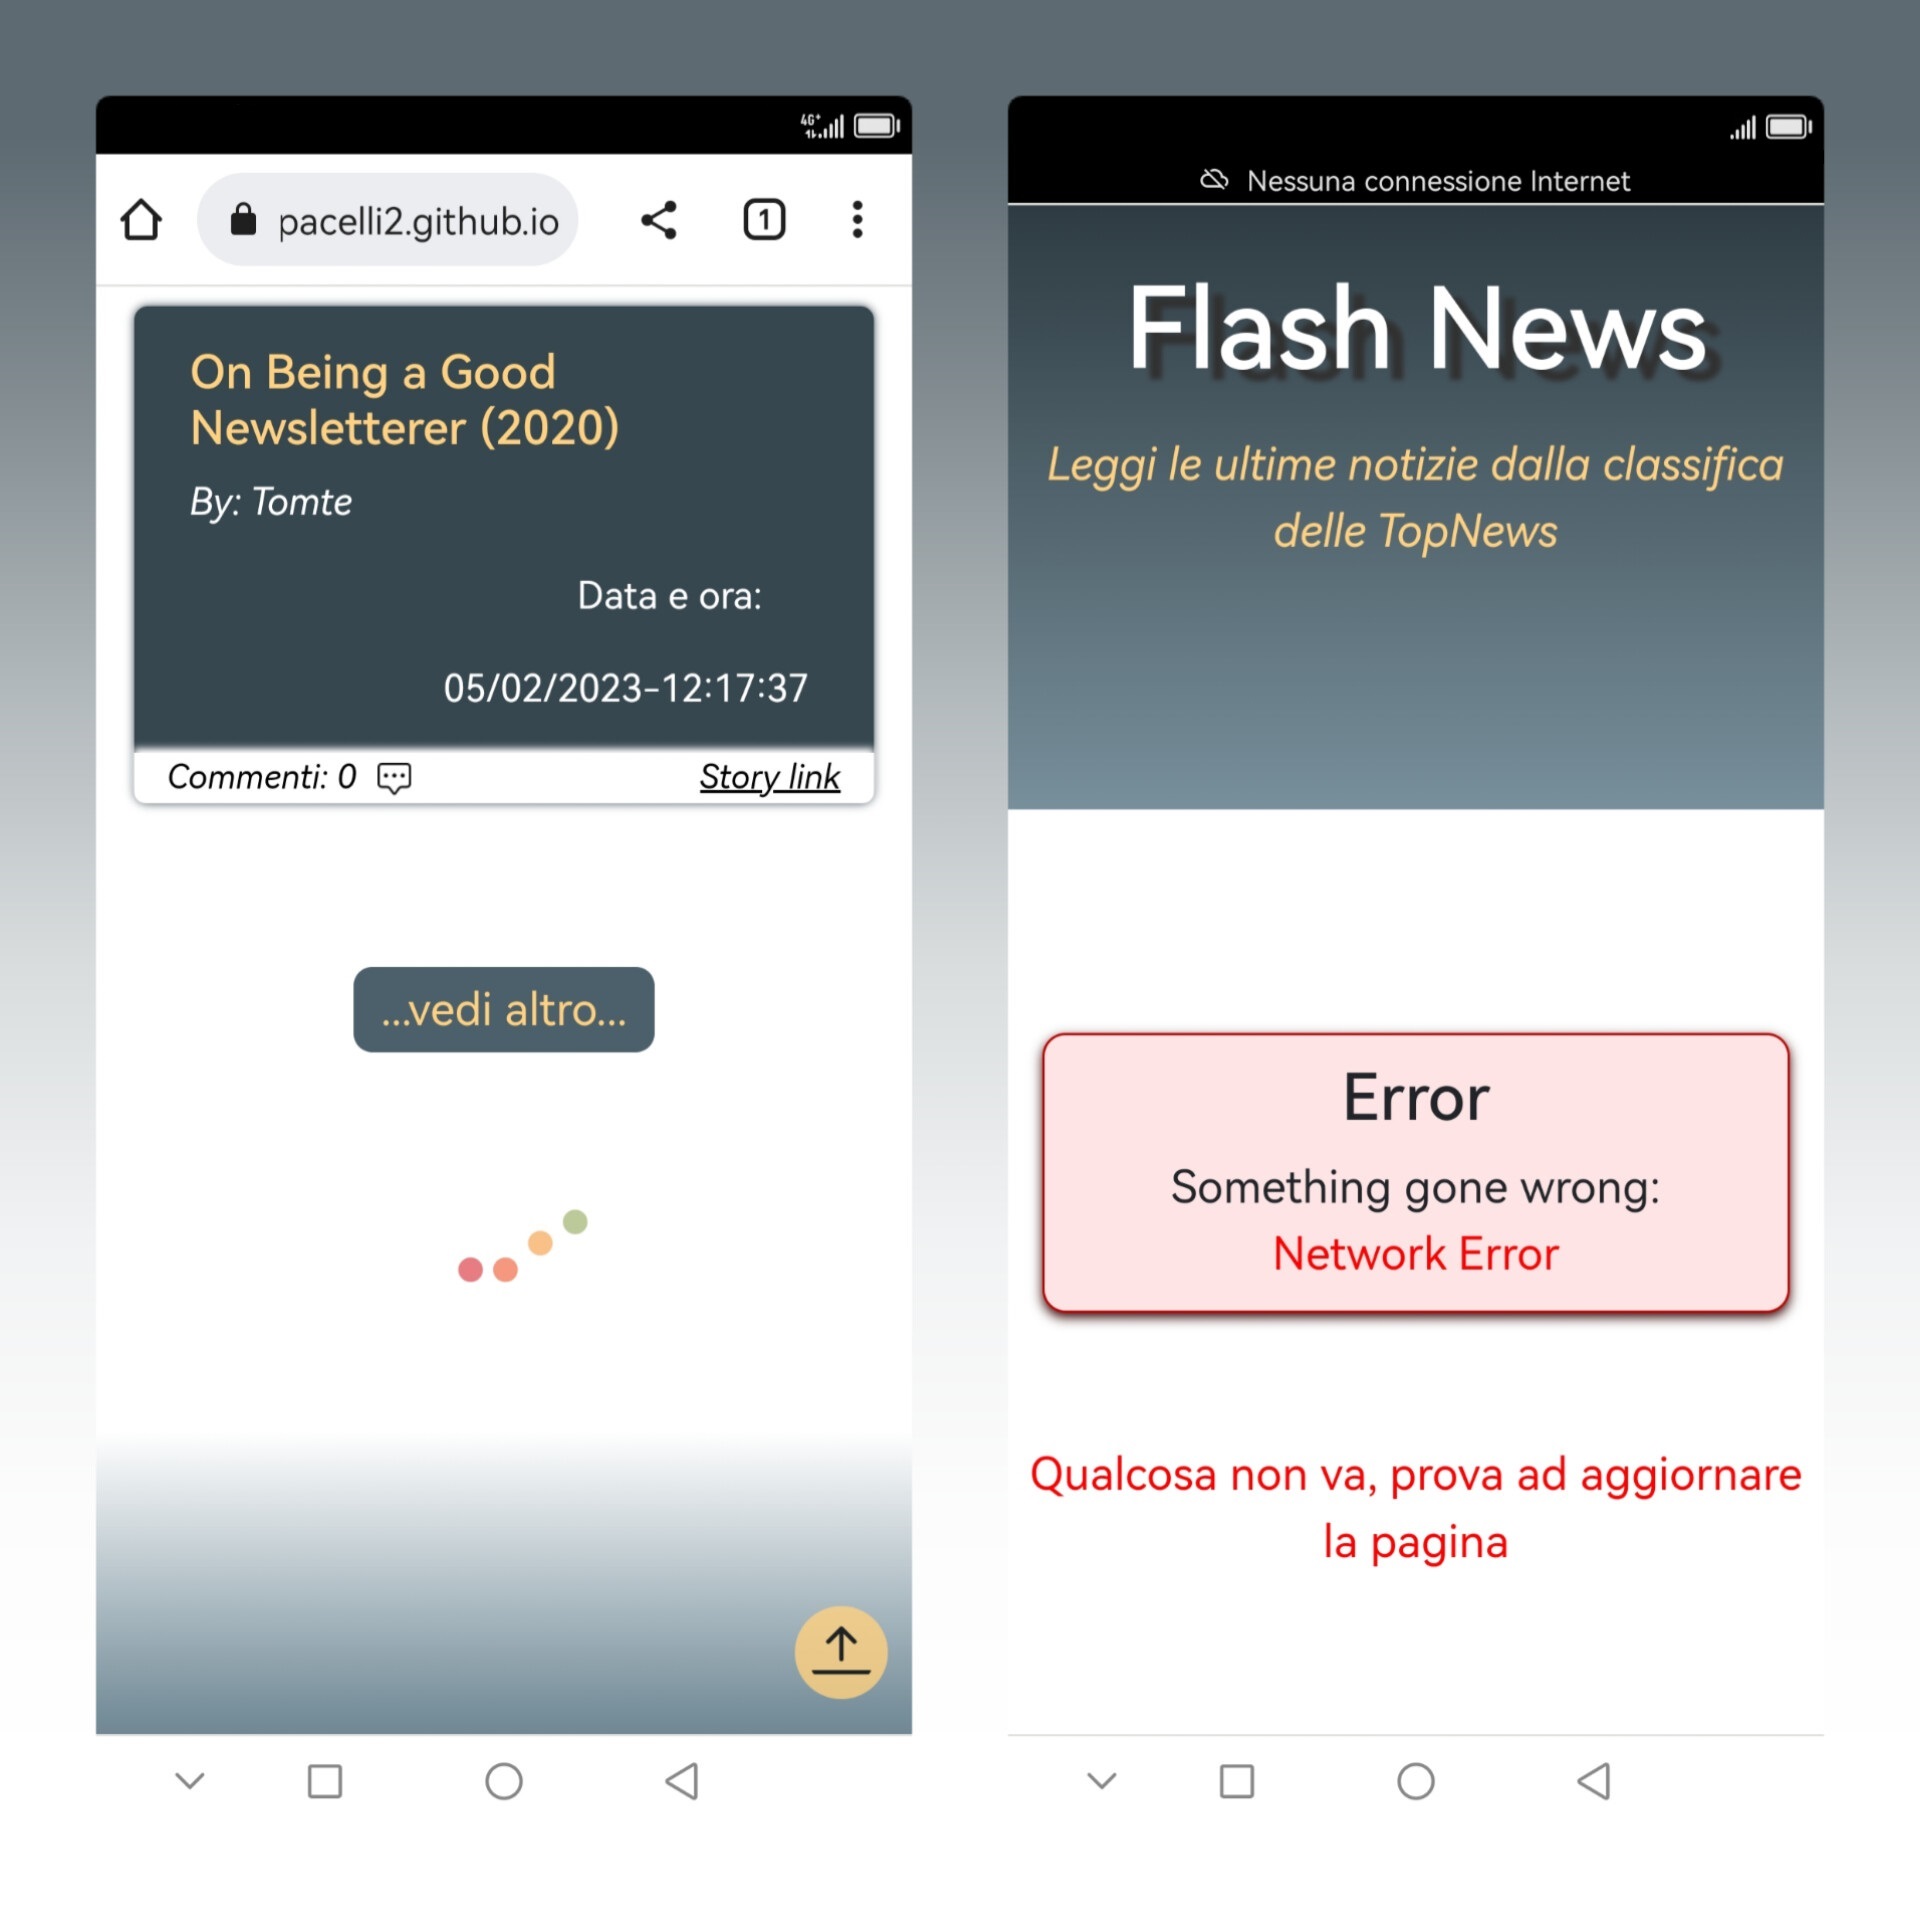 4G+
pacelli2.github.io
1
On Being a Good
Newsletterer (2020)
By: Tomte
Data e ora:
05/02/2023-12:17:37
Commenti: 0
Story link
...vedi altro...
Nessuna connessione Internet
Flash News
Leggi le ultime notizie dalla classifica
delle TopNews
Error
Something gone wrong:
Network Error
Qualcosa non va, prova ad aggiornare
la pagina